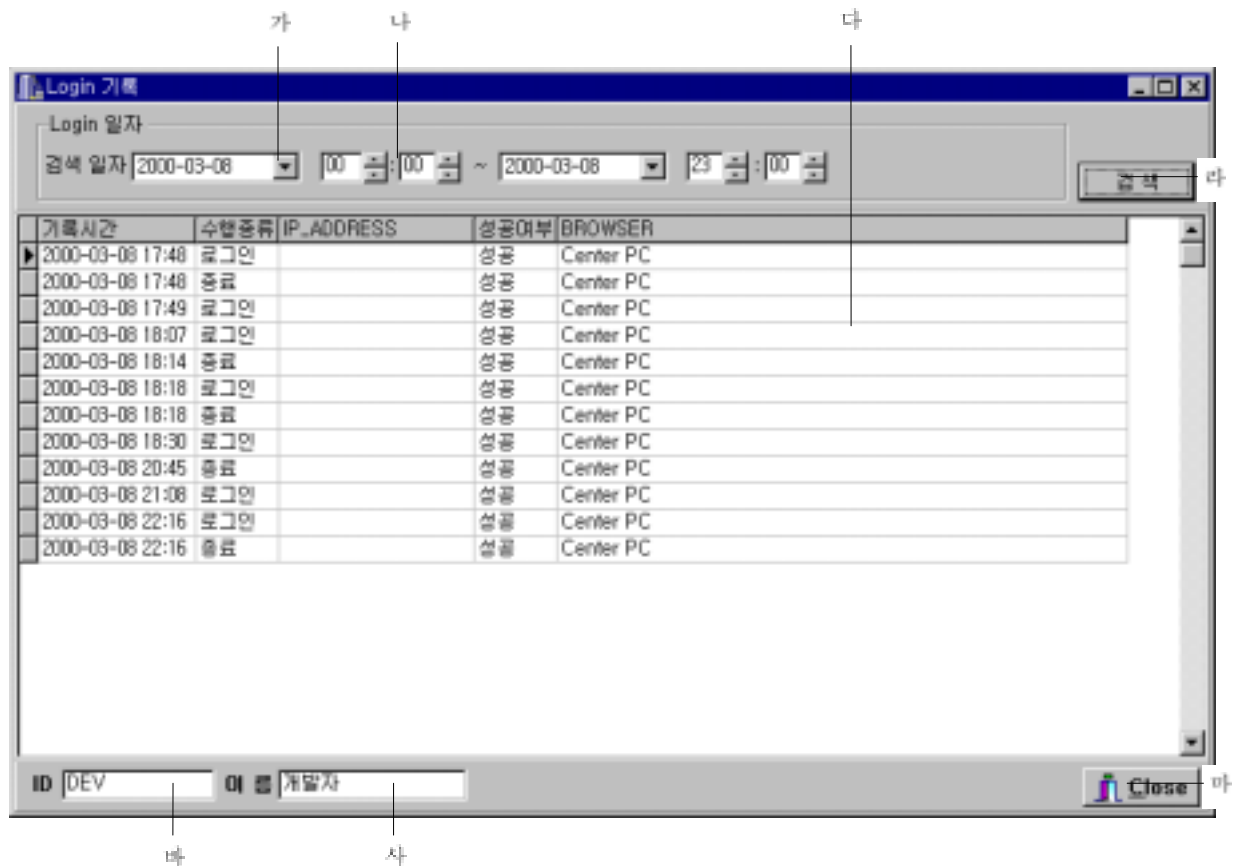 가 나 다
Login 기록
Login 일자
검색 일자 2000-03-08 00 : 00 ~ 2000-03-08 23 : 00
검 색 라
기록시간 수행종류 IP_ADDRESS 성공여부 BROWSER
2000-03-08 17:48 로그인 성공 Center PC
2000-03-08 17:48 종료 성공 Center PC
2000-03-08 17:49 로그인 성공 Center PC
2000-03-08 18:07 로그인 성공 Center PC
2000-03-08 18:14 종료 성공 Center PC
2000-03-08 18:18 로그인 성공 Center PC
2000-03-08 18:18 종료 성공 Center PC
2000-03-08 18:30 로그인 성공 Center PC
2000-03-08 20:45 종료 성공 Center PC
2000-03-08 21:08 로그인 성공 Center PC
2000-03-08 22:16 로그인 성공 Center PC
2000-03-08 22:16 종료 성공 Center PC
ID DEV 이 름 개발자 Close 마
바 사